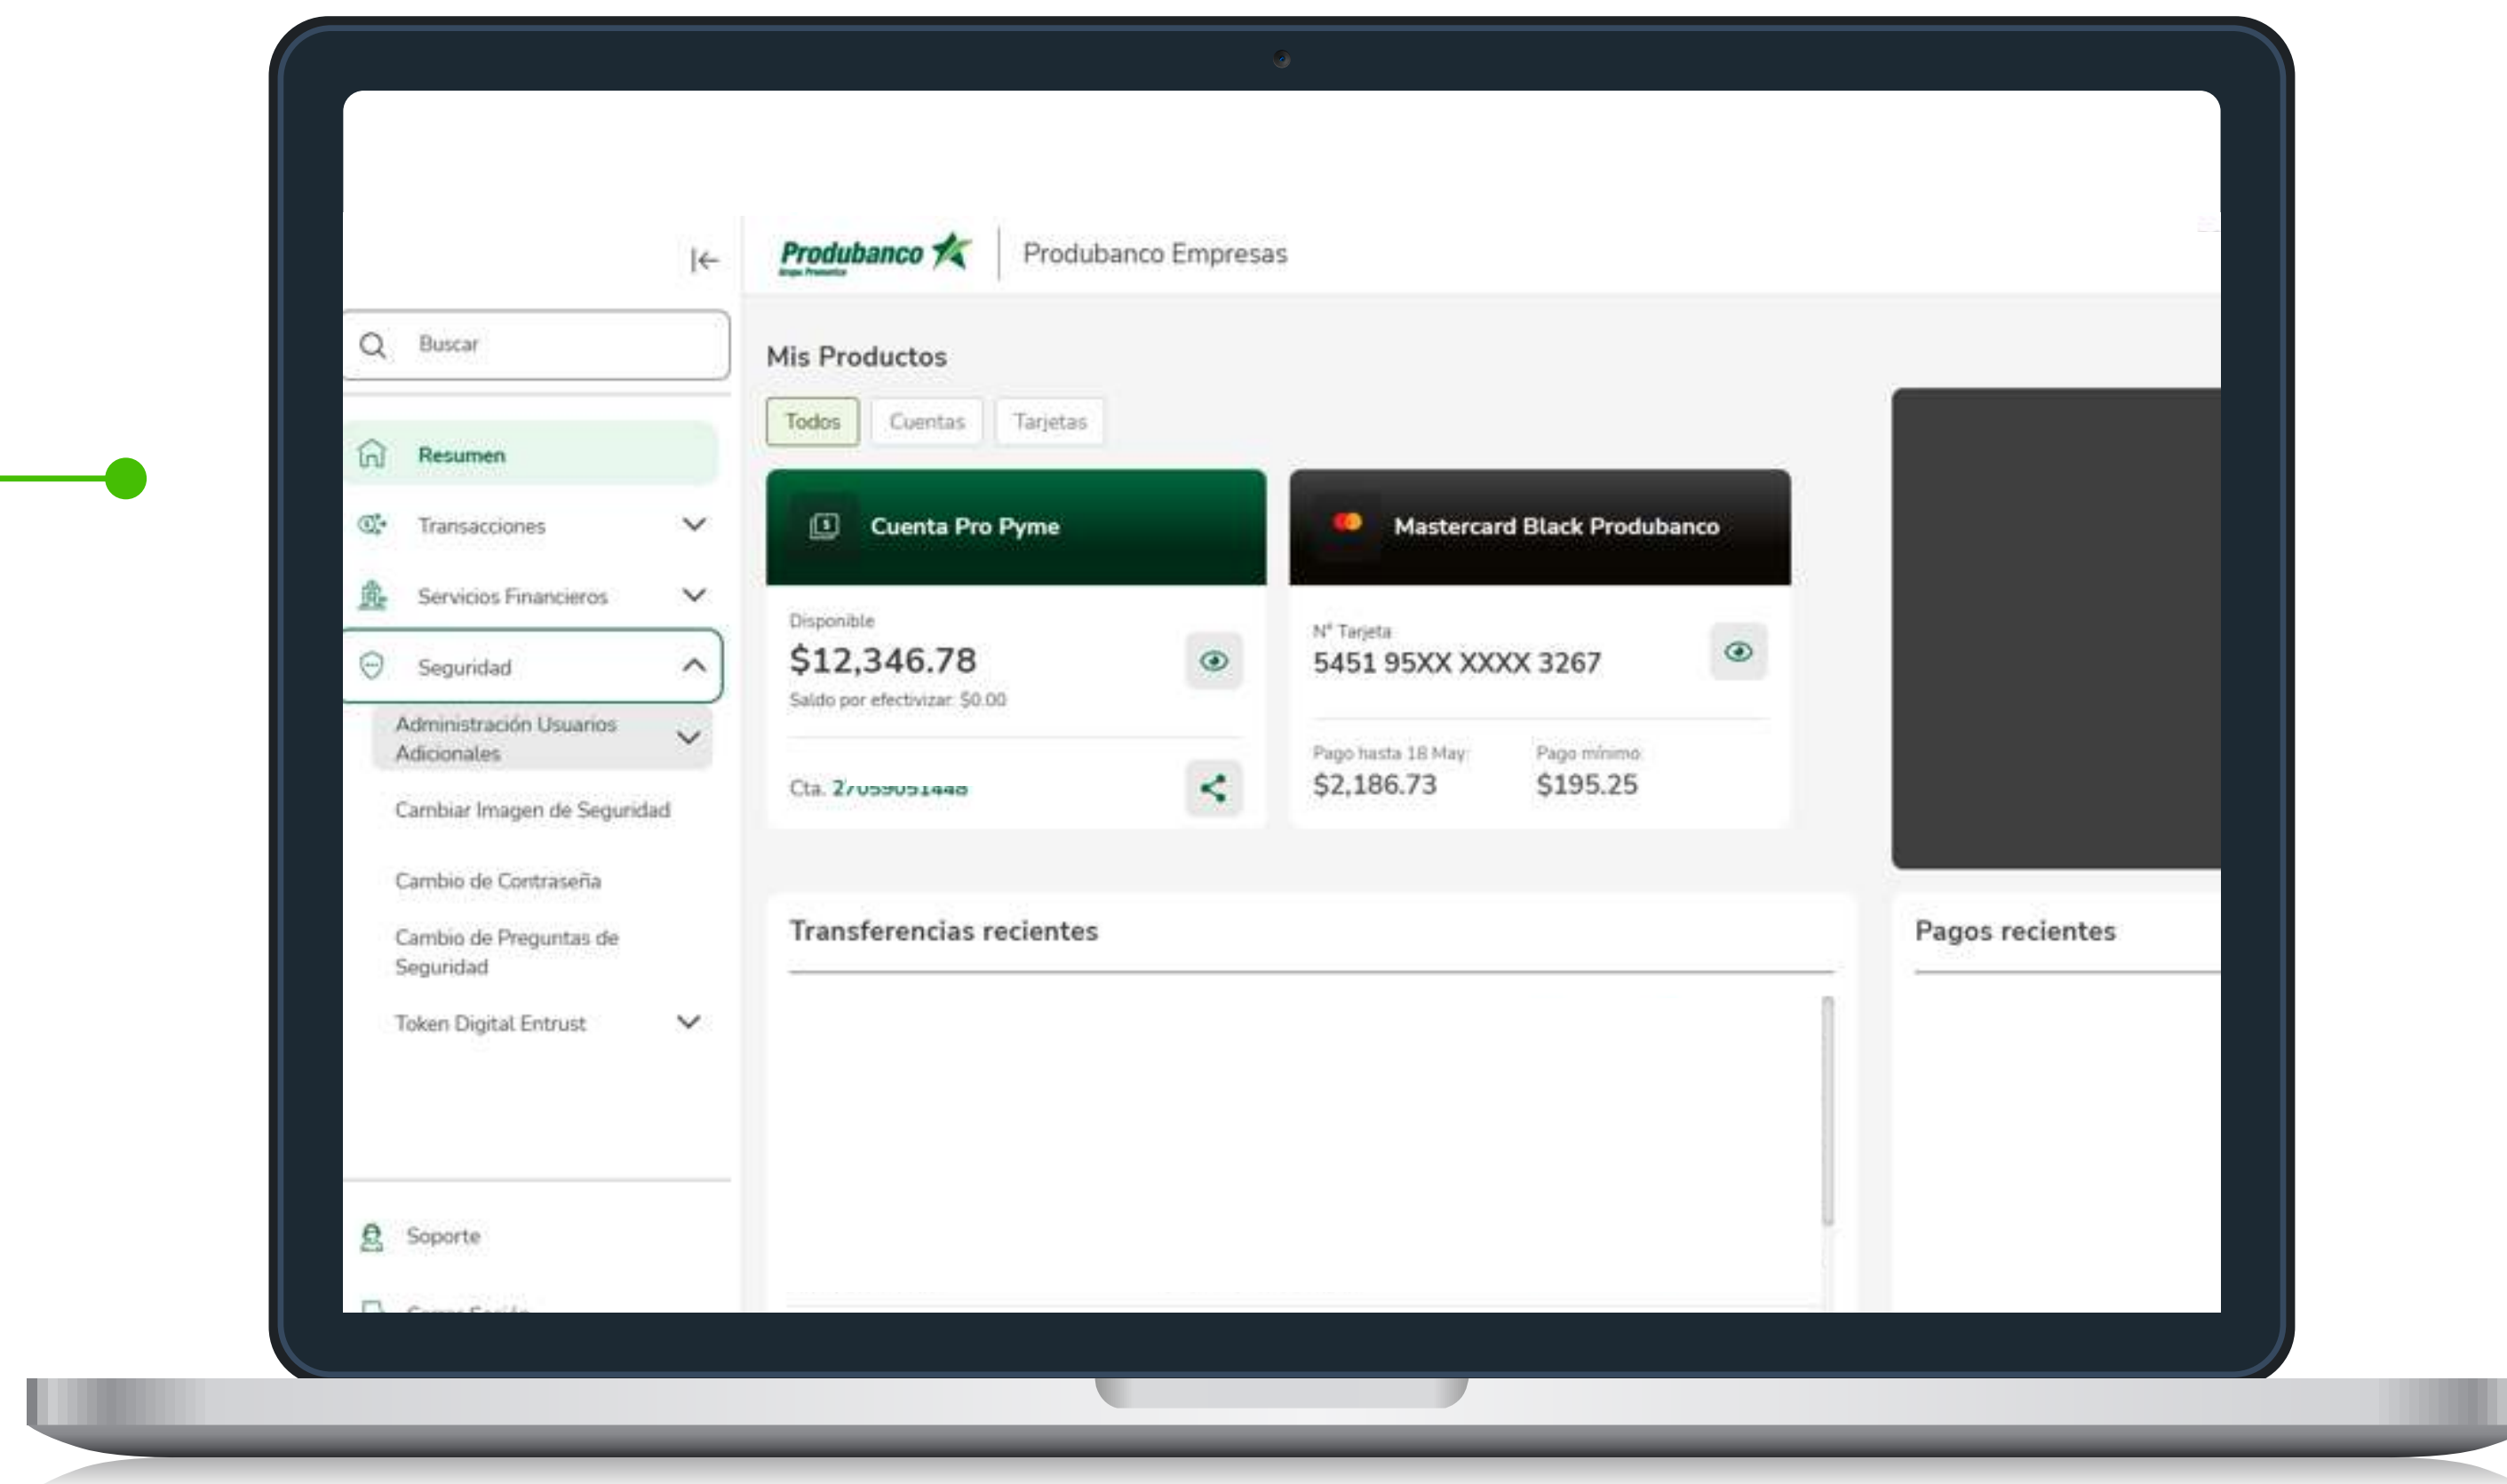 Produbanco
Grupo Promerica
Produbanco Empresas
Buscar
Resumen
Transacciones
Servicios Financieros
Seguridad
Administración Usuarios
Adicionales
Cambiar Imagen de Seguridad
Cambio de Contraseña
Cambio de Preguntas de
Seguridad
Token Digital Entrust
Soporte
Mis Productos
Todos
Cuentas
Tarjetas
Cuenta Pro Pyme
Disponible
$12,346.78
Saldo por efectivizar: $0.00
Cta.
Mastercard Black Produbanco
N° Tarjeta
5451 95XX XXXX 3267
Pago hasta 18 May:
$2,186.73
Pago mínimo:
$195.25
Transferencias recientes
Pagos recientes